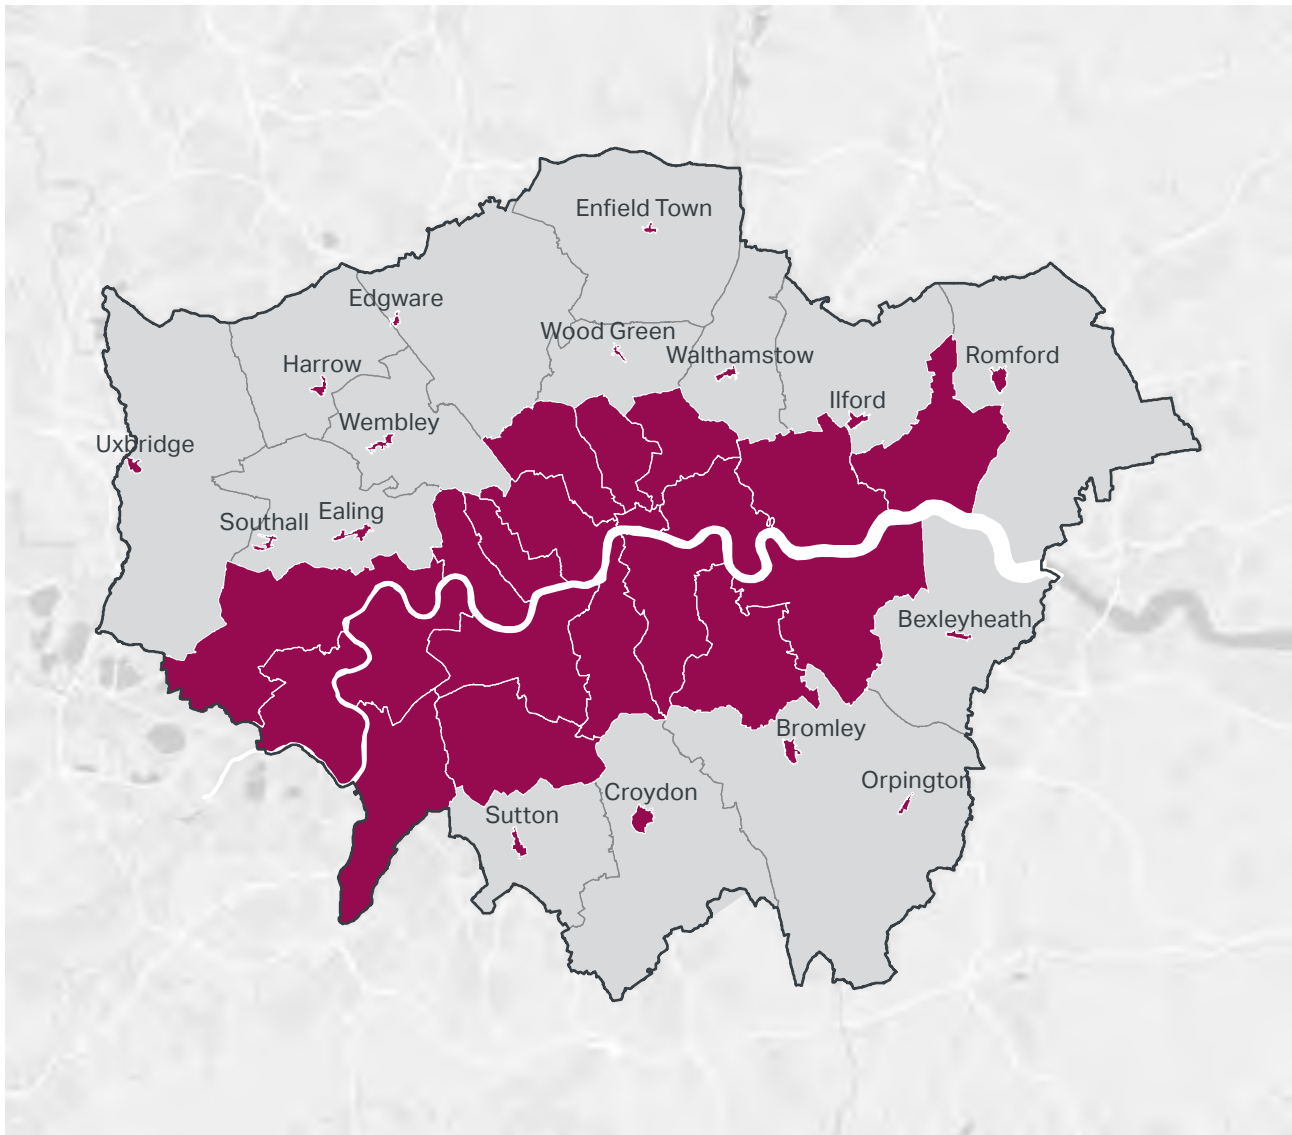 Enfield Town
Edgware
Wood Green
Walthamstow
Romford
Harrow
Ilford
Wembley
Uxbridge
Southall
Ealing
Bexleyheath
Bromley
Orpington
Croydon
Sutton